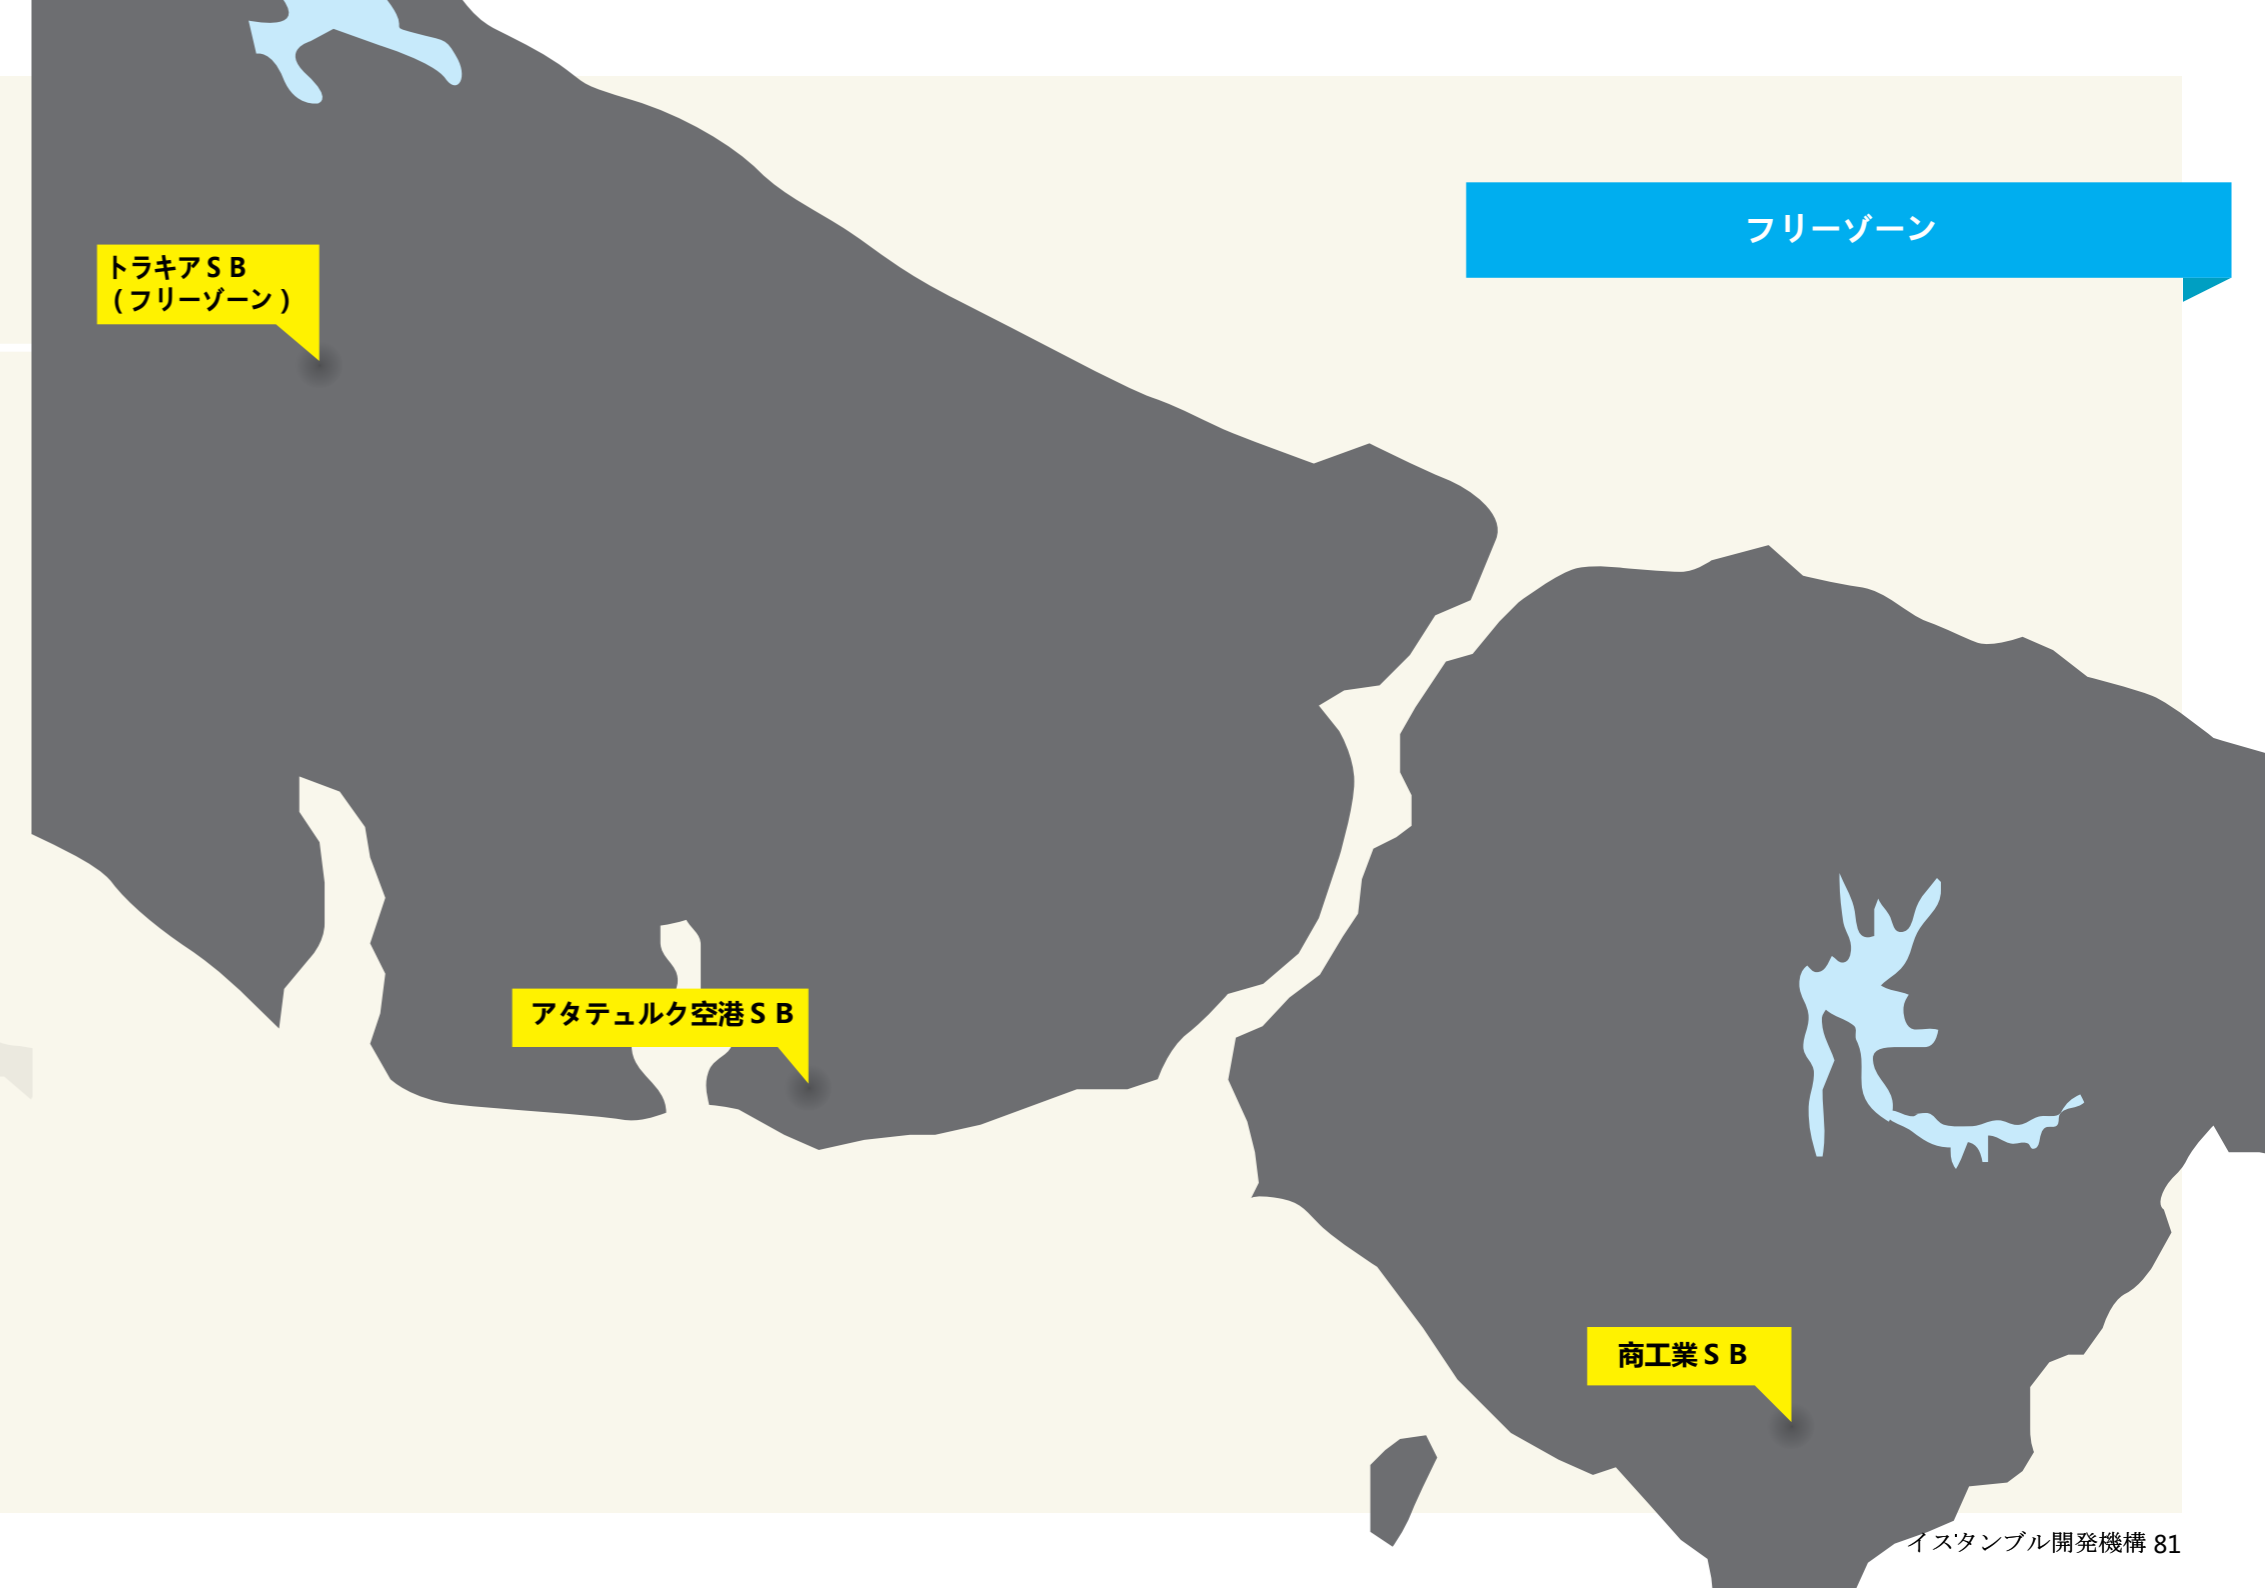 フリーゾーン
トラキアＳＢ
(フリーゾーン)
アタテュルク空港ＳＢ
商工業ＳＢ
イスタンブル開発機構 81